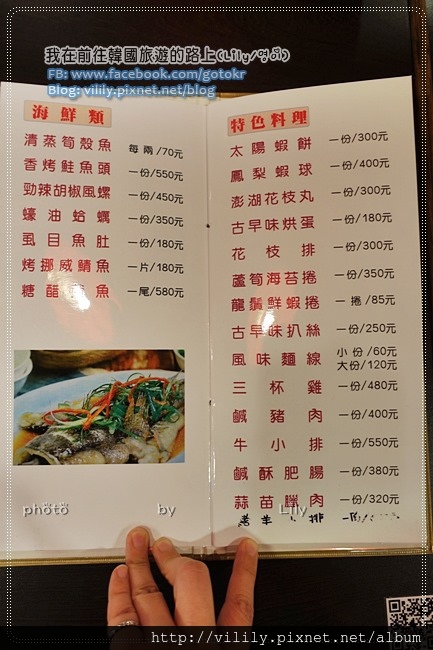 我在前往韓國旅遊的路上(Lily/영이)
FB: www.facebook.com/gotokr
Blog: vilily.pixnet.net/blog
海鮮類
清蒸筍殼魚 每兩/70元
香烤鮭魚頭 一份/550元
勁辣胡椒風螺 一份/450元
蠔油蛤蠣 一份/350元
虱目魚肚 一份/180元
烤挪威鯖魚 一片/180元
糖醋魚 一尾/580元
特色料理
太陽蝦餅 一份/300元
鳳梨蝦球 一份/400元
澎湖花枝丸 一份/300元
古早味烘蛋 一份/180元
花枝排 一份/300元
蘆筍海苔捲 一份/350元
龍鬚鮮蝦捲 一捲/85元
古早味扒絲 一份/250元
風味麵線 小份/60元
大份/120元
三杯雞 一份/480元
鹹豬肉 一份/400元
牛小排 一份/550元
鹹酥肥腸 一份/380元
蒜苗臘肉 一份/320元
photo by Lily
http://vilily.pixnet.net/album